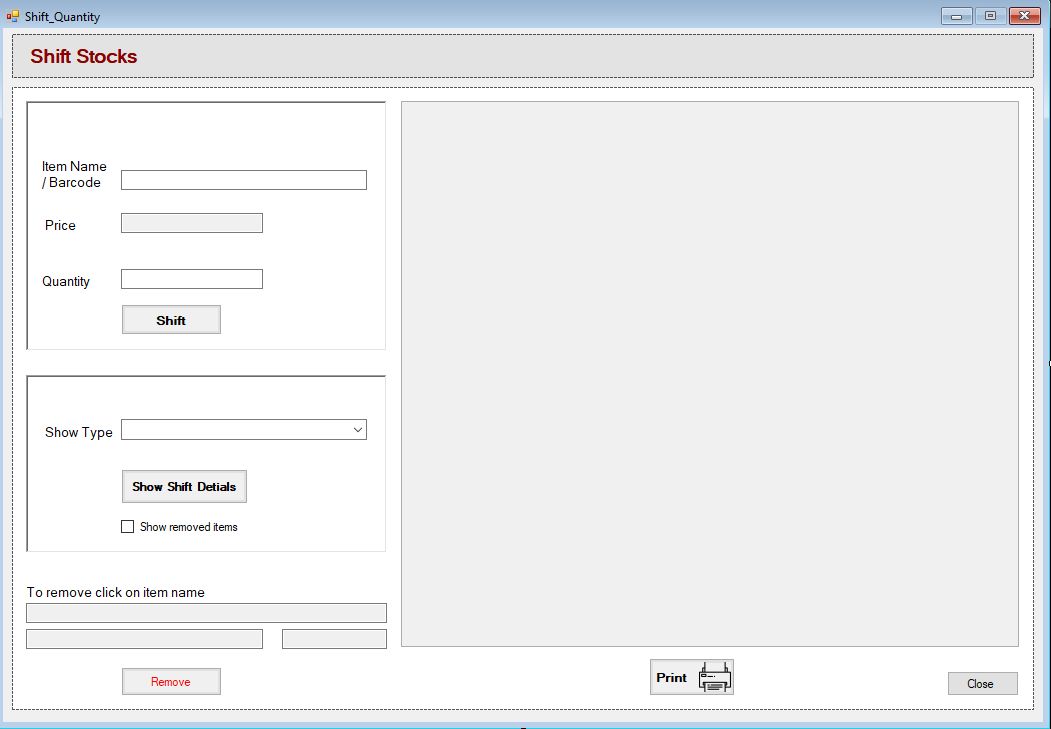 Shift_Quantity
Shift Stocks
Item Name
/ Barcode
Price
Quantity
Shift
Show Type
Show Shift Detials
Show removed items
To remove click on item name
Remove
Print
Close